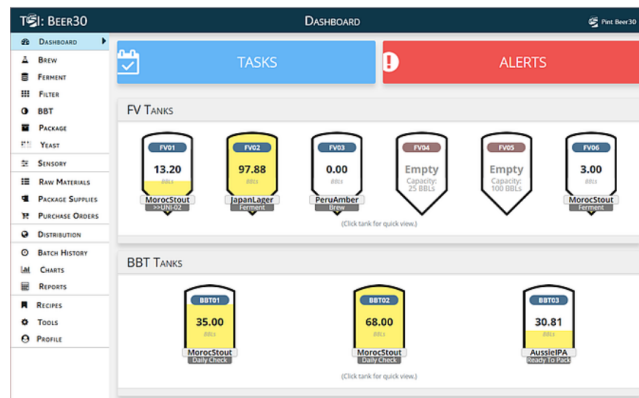 TOSI: BEER30
DASHBOARD
Pint Beer30
DASHBOARD
BREW
FERMENT
FILTER
BBT
PACKAGE
YEAST
SENSORY
RAW MATERIALS
PACKAGE SUPPLIES
PURCHASE ORDERS
DISTRIBUTION
BATCH HISTORY
CHARTS
REPORTS
RECIPES
TOOLS
PROFILE
TASKS
ALERTS
FV TANKS
FV01
13.20
BBLs
MorocStout
>>UNI-02
FV02
97.88
BBLs
JapanLager
Ferment
FV03
0.00
BBLs
PeruAmber
Brew
FV04
Empty
Capacity:
25 BBLs
FV05
Empty
Capacity:
100 BBLs
FV06
3.00
BBLs
MorocStout
Ferment
(Click tank for quick view.)
BBT TANKS
BBT01
35.00
BBLs
MorocStout
Daily Check
BBT02
68.00
BBLs
MorocStout
Daily Check
BBT03
30.81
BBLs
AussieIPA
Ready To Pack
(Click tank for quick view.)